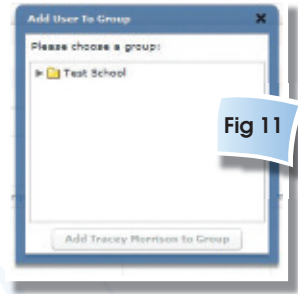 Add User To Group
Please choose a group:
Test School
Fig 11
Add Tracey Morrison to Group